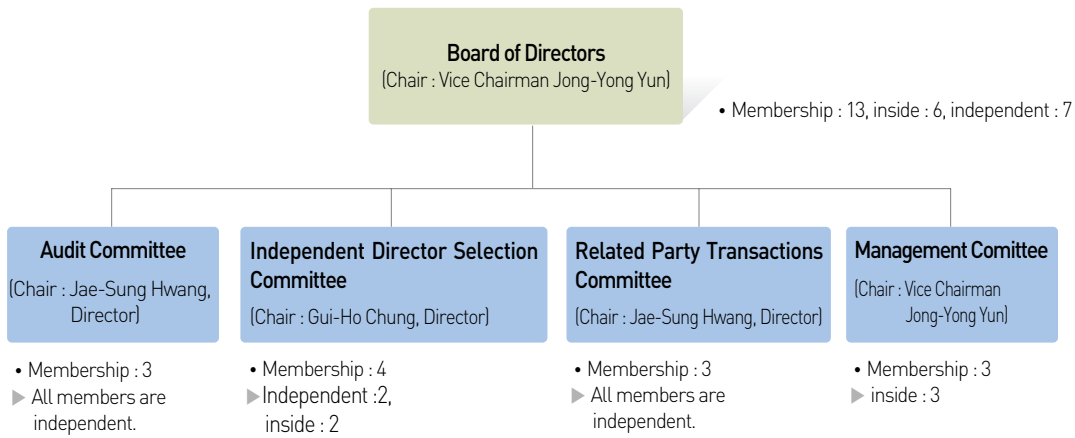 Board of Directors
(Chair : Vice Chairman Jong-Yong Yun)
• Membership : 13, inside : 6, independent : 7
Audit Committee
(Chair : Jae-Sung Hwang,
Director)
• Membership : 3
▶ All members are
independent.
Independent Director Selection
Committee
(Chair : Gui-Ho Chung, Director)
• Membership : 4
▶ Independent :2,
inside : 2
Related Party Transactions
Committee
(Chair : Jae-Sung Hwang, Director)
• Membership : 3
▶ All members are
independent.
Management Comittee
(Chair : Vice Chairman
Jong-Yong Yun)
• Membership : 3
▶ inside : 3